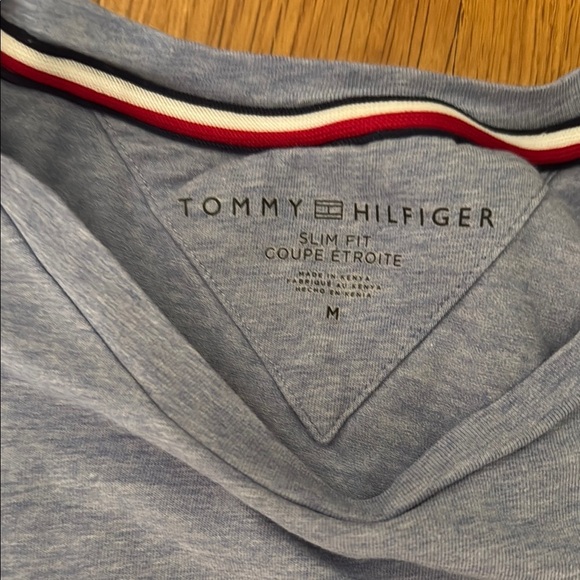 TOMMY HILFIGER
SLIM FIT
COUPE ÉTROITE
MADE IN KENYA
FABRIQUÉ AU KENYA
HECHO EN KENIA
M